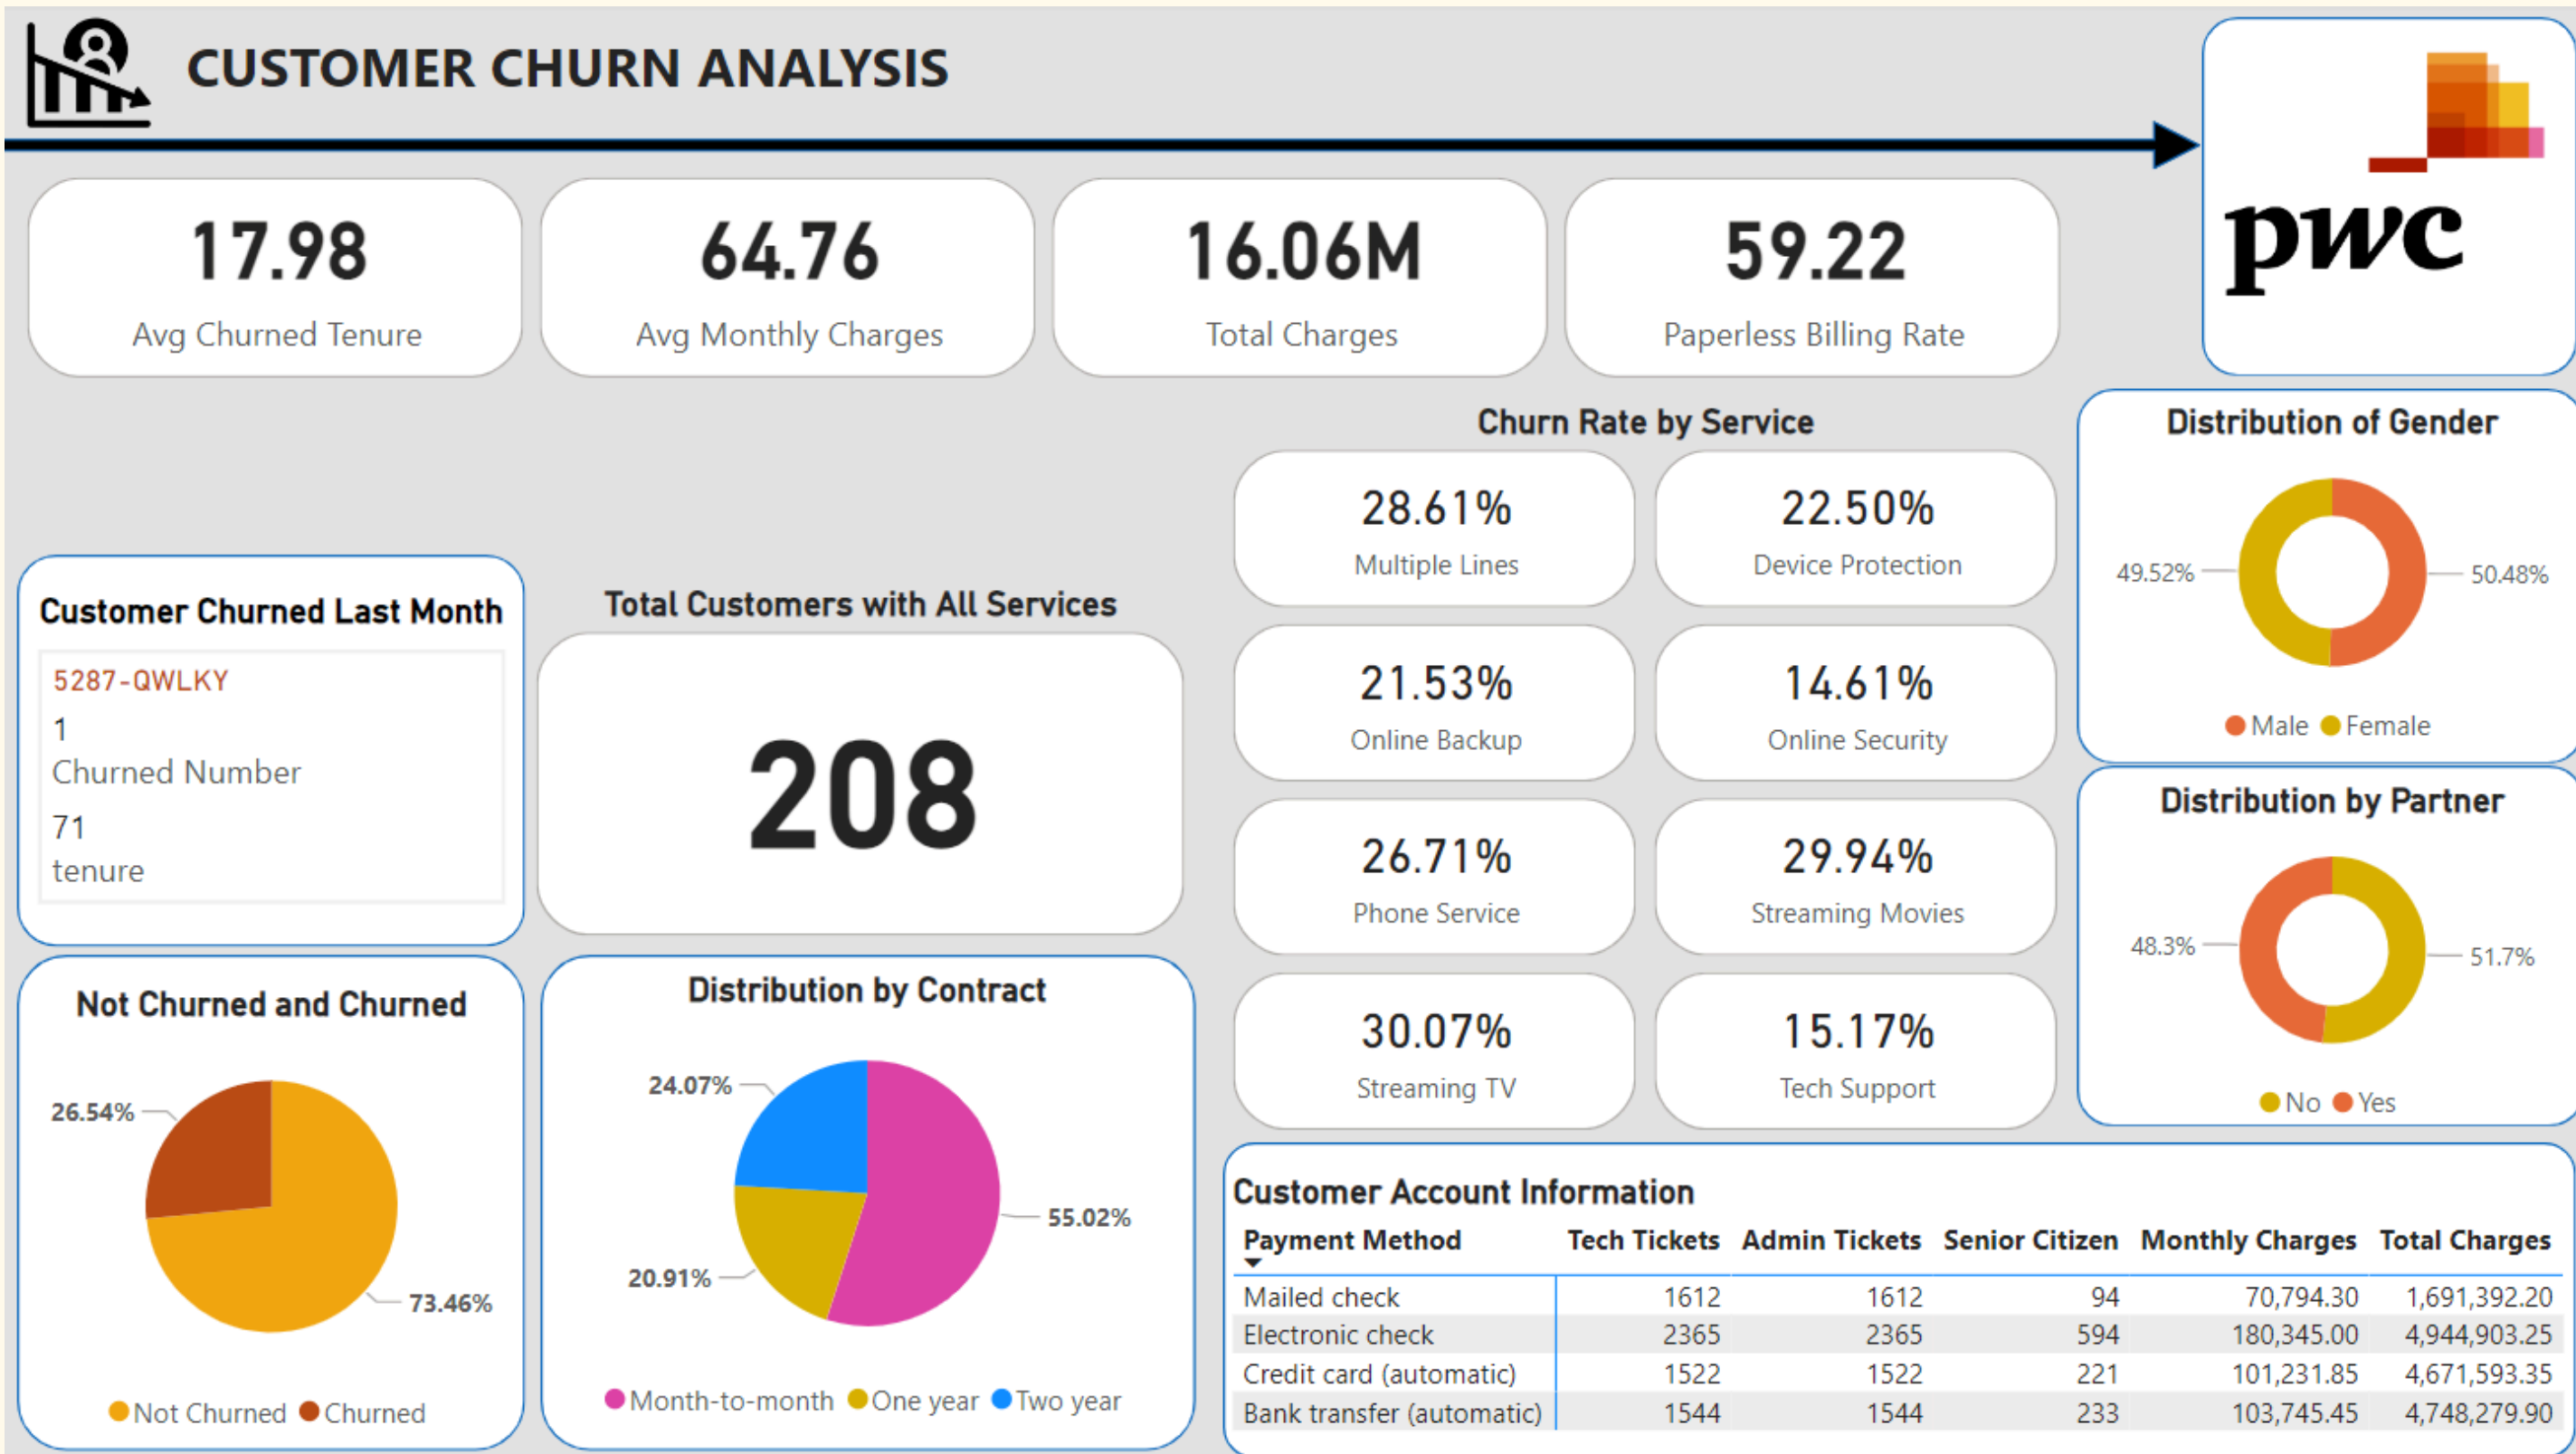 CUSTOMER CHURN ANALYSIS
pwc
17.98
Avg Churned Tenure
64.76
Avg Monthly Charges
16.06M
Total Charges
59.22
Paperless Billing Rate
Customer Churned Last Month
5287-QWLKY
1
Churned Number
71
tenure
Total Customers with All Services
208
Churn Rate by Service
28.61%
Multiple Lines
22.50%
Device Protection
21.53%
Online Backup
14.61%
Online Security
26.71%
Phone Service
29.94%
Streaming Movies
30.07%
Streaming TV
15.17%
Tech Support
Distribution of Gender
49.52%
50.48%
Male Female
Distribution by Partner
48.3%
51.7%
No Yes
Not Churned and Churned
26.54%
73.46%
Not Churned Churned
Distribution by Contract
24.07%
55.02%
20.91%
Month-to-month One year Two year
Customer Account Information
Payment Method Tech Tickets Admin Tickets Senior Citizen Monthly Charges Total Charges
Mailed check 1612 1612 94 70,794.30 1,691,392.20
Electronic check 2365 2365 594 180,345.00 4,944,903.25
Credit card (automatic) 1522 1522 221 101,231.85 4,671,593.35
Bank transfer (automatic) 1544 1544 233 103,745.45 4,748,279.90